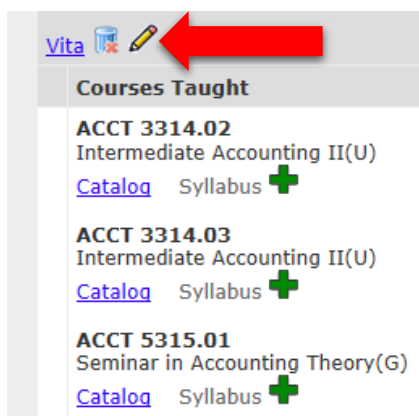 Vita
Courses Taught
ACCT 3314.02
Intermediate Accounting II(U)
Catalog Syllabus
ACCT 3314.03
Intermediate Accounting II(U)
Catalog Syllabus
ACCT 5315.01
Seminar in Accounting Theory(G)
Catalog Syllabus